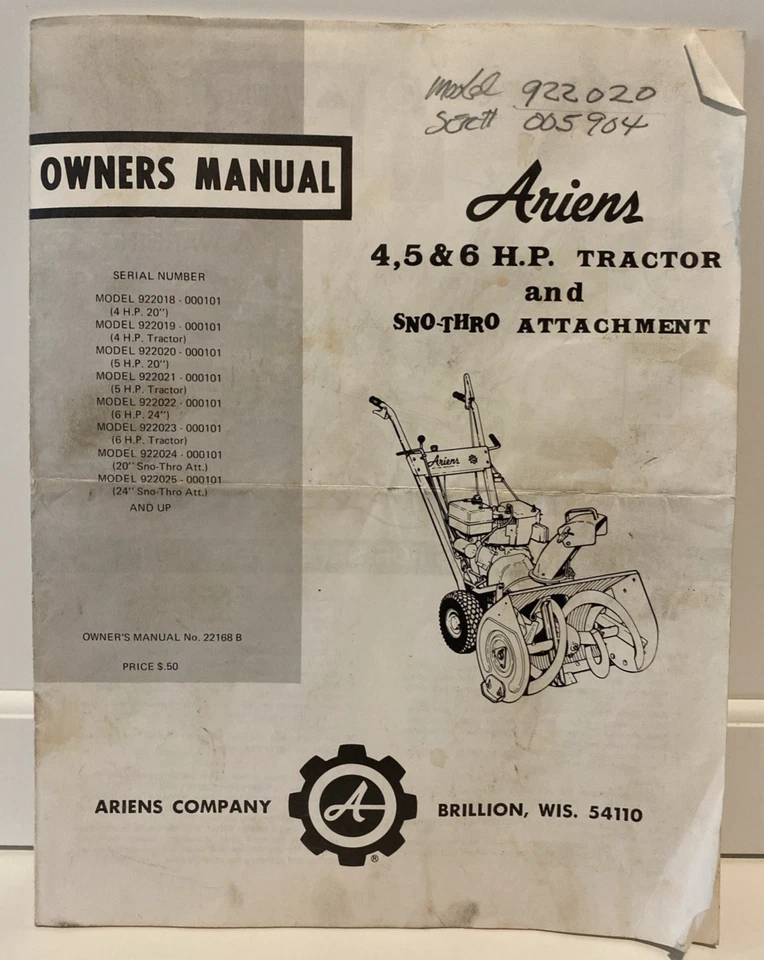 Model 922020
Ser# 005904
OWNERS MANUAL
Ariens
4,5 & 6 H.P. TRACTOR
and
SNO-THRO ATTACHMENT
SERIAL NUMBER
MODEL 922018 - 000101
(4 H.P. 20")
MODEL 922019 - 000101
(4 H.P. Tractor)
MODEL 922020 - 000101
(5 H.P. 20")
MODEL 922021 - 000101
(5 H.P. Tractor)
MODEL 922022 - 000101
(6 H.P. 24")
MODEL 922023 - 000101
(6 H.P. Tractor)
MODEL 922024 - 000101
(20" Sno-Thro Att.)
MODEL 922025 - 000101
(24" Sno-Thro Att.)
AND UP
Ariens
OWNER'S MANUAL No. 22168 B
PRICE $.50
ARIENS COMPANY
A
®
BRILLION, WIS. 54110